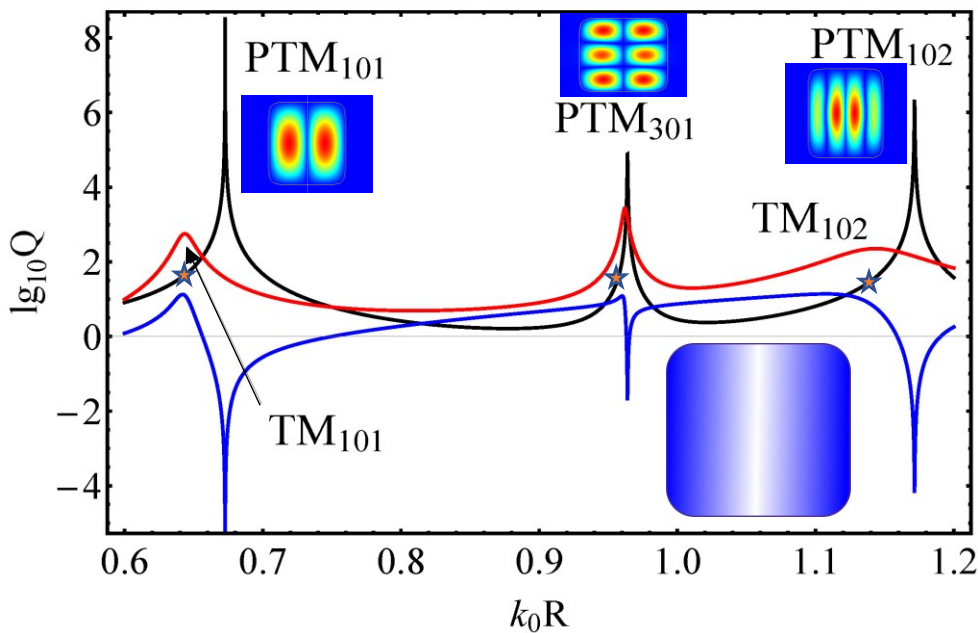 8
6
4
2
0
−2
−4
lg₁₀Q
PTM₁₀₁
PTM₃₀₁
PTM₁₀₂
TM₁₀₂
TM₁₀₁
0.6 0.7 0.8 0.9 1.0 1.1 1.2
k₀R